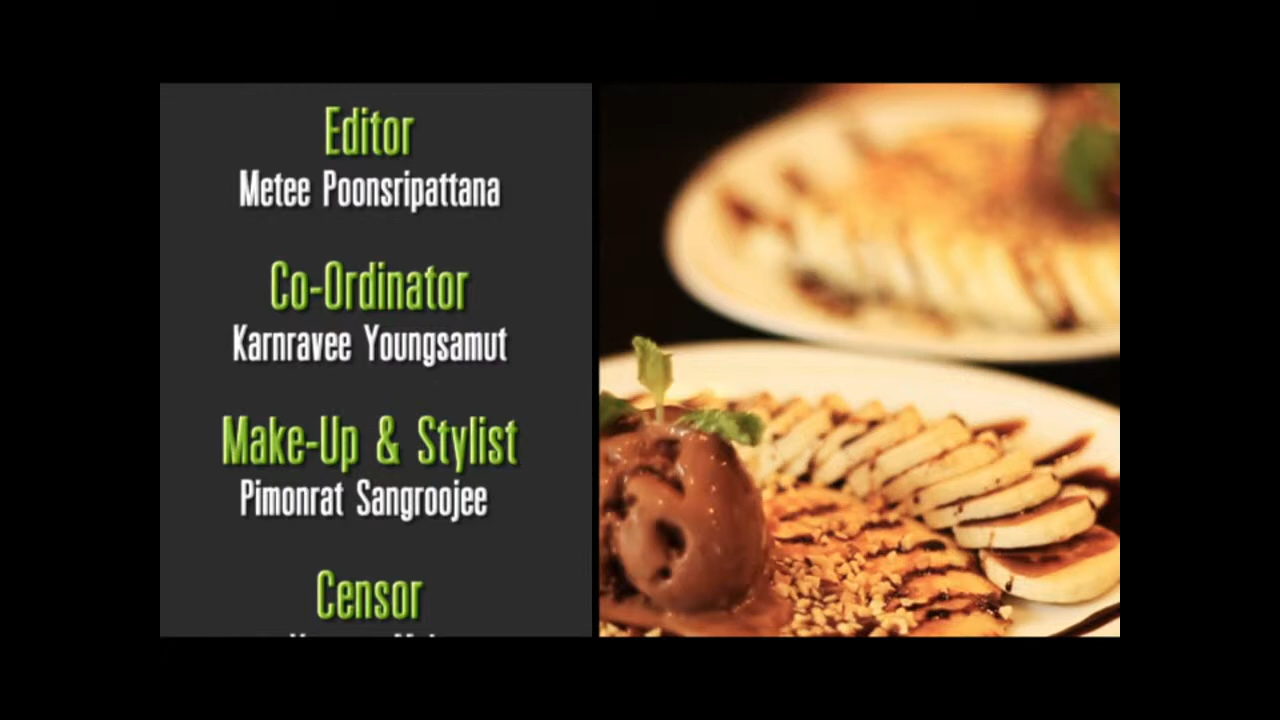 Editor
Metee Poonsripattana
Co-Ordinator
Karnravee Youngsamut
Make-Up & Stylist
Pimonrat Sangroojee
Censor